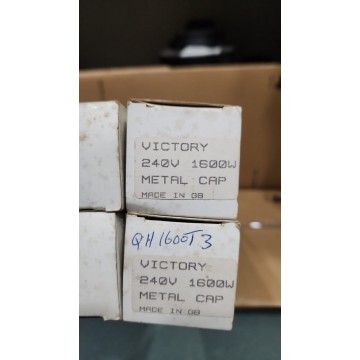 VICTORY
240V 1600W
METAL CAP
MADE IN GB
QH1600T3
VICTORY
240V 1600W
METAL CAP
MADE IN GB